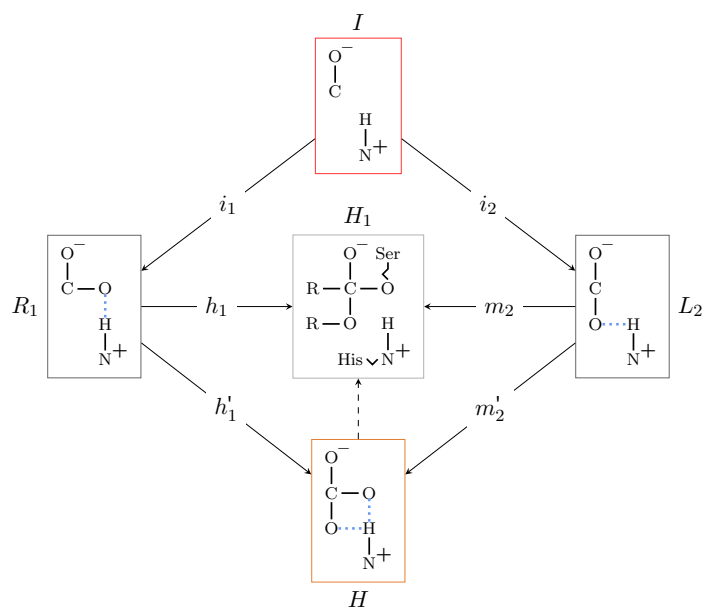 I
O−
C
H
N+
i1
i2
H1
R1
O−
C
O
H
N+
h1
O−
Ser
R
C
O
R
O
H
His
N+
m2
O−
C
O
H
N+
L2
h'1
m'2
O−
C
O
O
H
N+
H